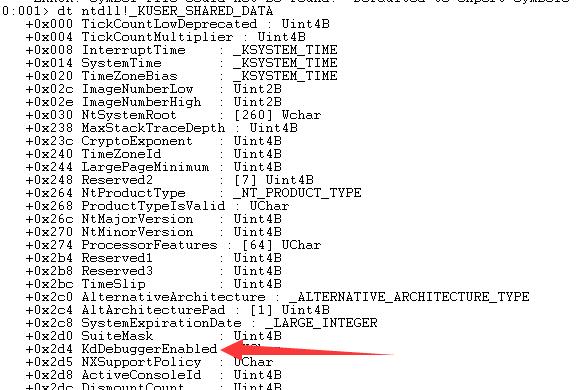 0:001> dt ntdll!_KUSER_SHARED_DATA
+0x000 TickCountLowDeprecated : Uint4B
+0x004 TickCountMultiplier : Uint4B
+0x008 InterruptTime : _KSYSTEM_TIME
+0x014 SystemTime : _KSYSTEM_TIME
+0x020 TimeZoneBias : _KSYSTEM_TIME
+0x02c ImageNumberLow : Uint2B
+0x02e ImageNumberHigh : Uint2B
+0x030 NtSystemRoot : [260] Wchar
+0x238 MaxStackTraceDepth : Uint4B
+0x23c CryptoExponent : Uint4B
+0x240 TimeZoneId : Uint4B
+0x244 LargePageMinimum : Uint4B
+0x248 Reserved2 : [7] Uint4B
+0x264 NtProductType : _NT_PRODUCT_TYPE
+0x268 ProductTypeIsValid : UChar
+0x26c NtMajorVersion : Uint4B
+0x270 NtMinorVersion : Uint4B
+0x274 ProcessorFeatures : [64] UChar
+0x2b4 Reserved1 : Uint4B
+0x2b8 Reserved3 : Uint4B
+0x2bc TimeSlip : Uint4B
+0x2c0 AlternativeArchitecture : _ALTERNATIVE_ARCHITECTURE_TYPE
+0x2c4 AltArchitecturePad : [1] Uint4B
+0x2c8 SystemExpirationDate : _LARGE_INTEGER
+0x2d0 SuiteMask : Uint4B
+0x2d4 KdDebuggerEnabled
+0x2d5 NXSupportPolicy : UChar
+0x2d8 ActiveConsoleId : Uint4B
+0x2dc DismountCount : Uint4B